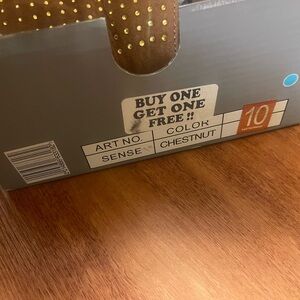 BUY ONE
GET ONE
FREE !!
ART NO. COLOR 10
SENSE CHESTNUT